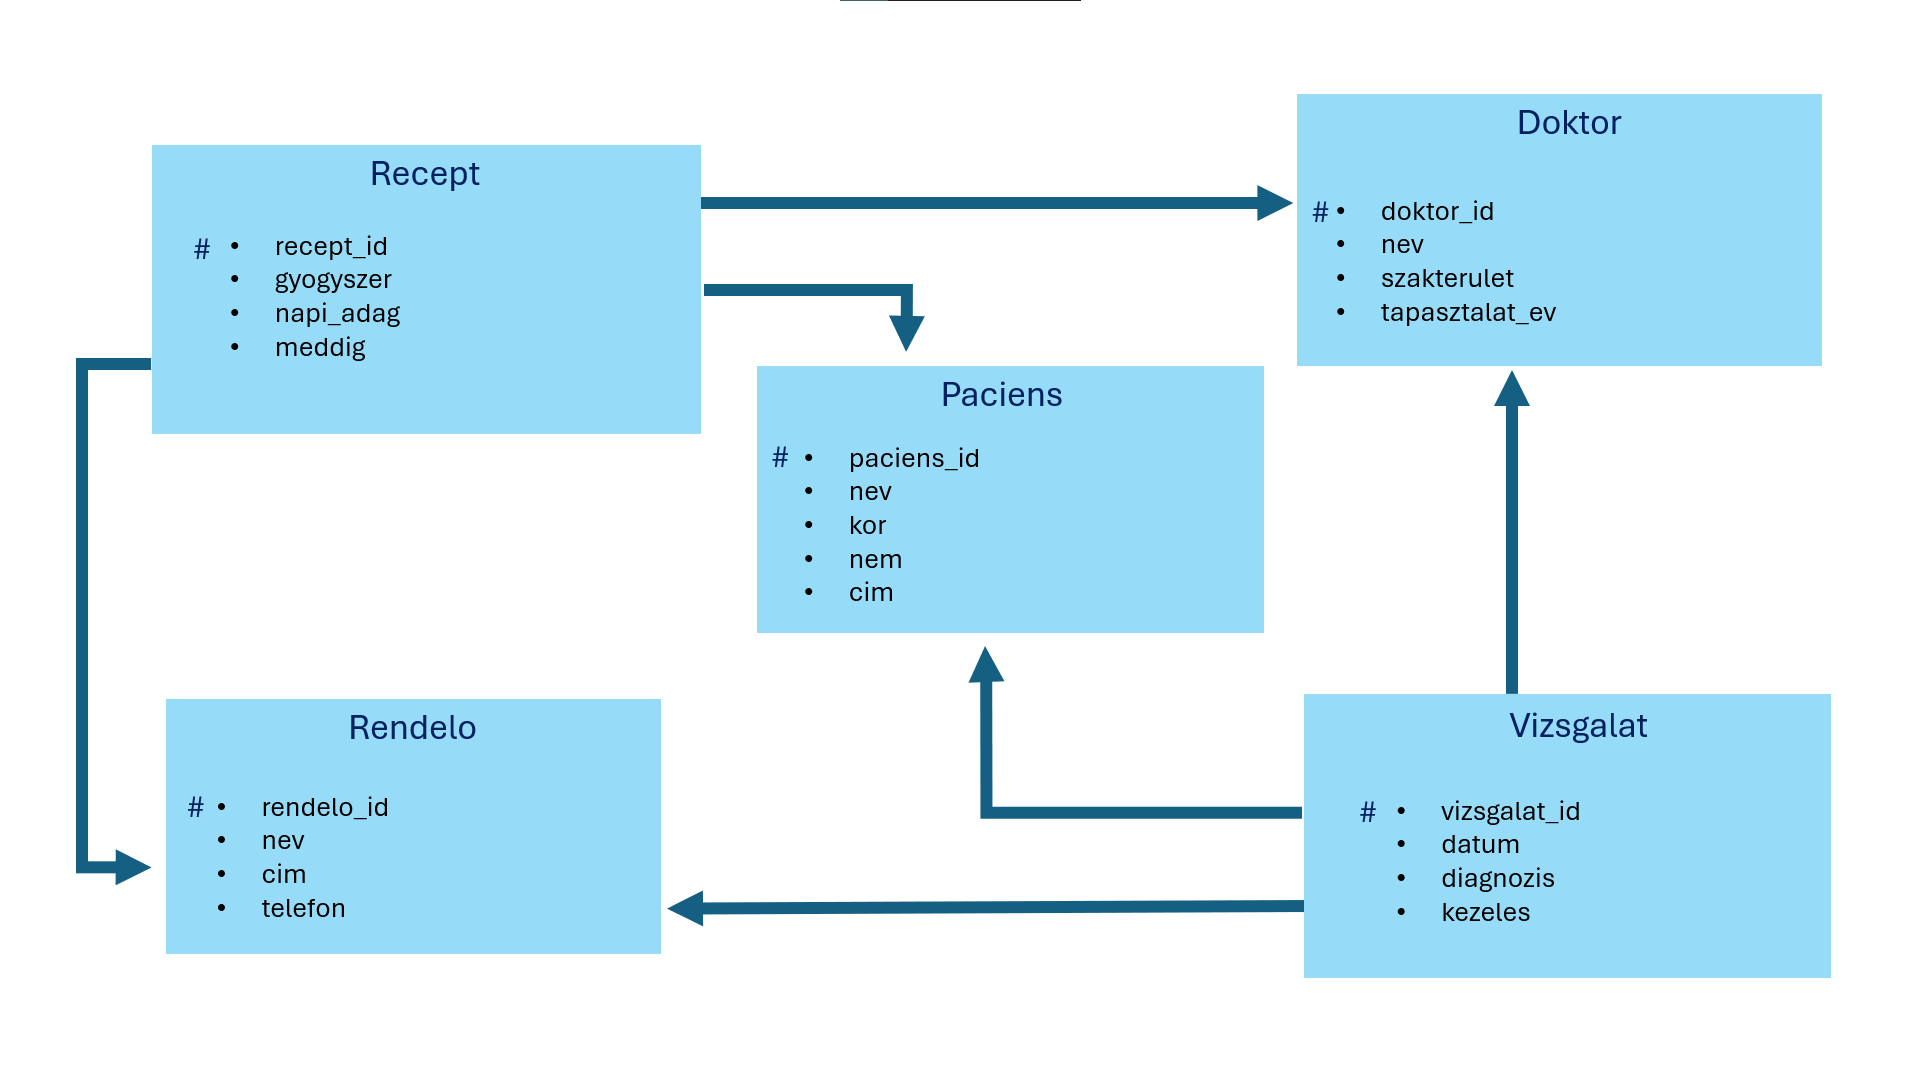 Recept
# • recept_id
• gyogyszer
• napi_adag
• meddig
Doktor
# • doktor_id
• nev
• szakterulet
• tapasztalat_ev
Paciens
# • paciens_id
• nev
• kor
• nem
• cim
Rendelo
# • rendelo_id
• nev
• cim
• telefon
Vizsgalat
# • vizsgalat_id
• datum
• diagnozis
• kezeles